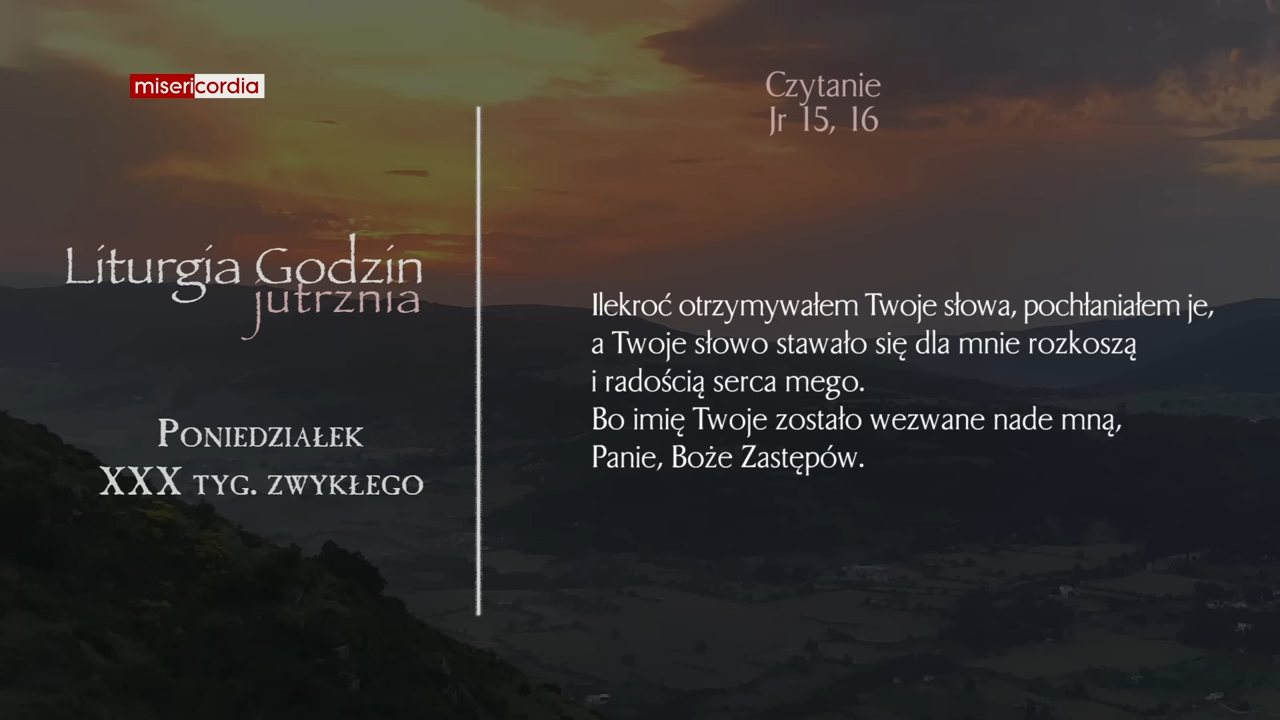 misericordia
Liturgia Godzin
jutrznia
Poniedziałek
XXX tyg. zwykłego
Czytanie
Jr 15, 16
Ilekroć otrzymywałem Twoje słowa, pochłaniałem je,
a Twoje słowo stawało się dla mnie rozkoszą
i radością serca mego.
Bo imię Twoje zostało wezwane nade mną,
Panie, Boże Zastępów.